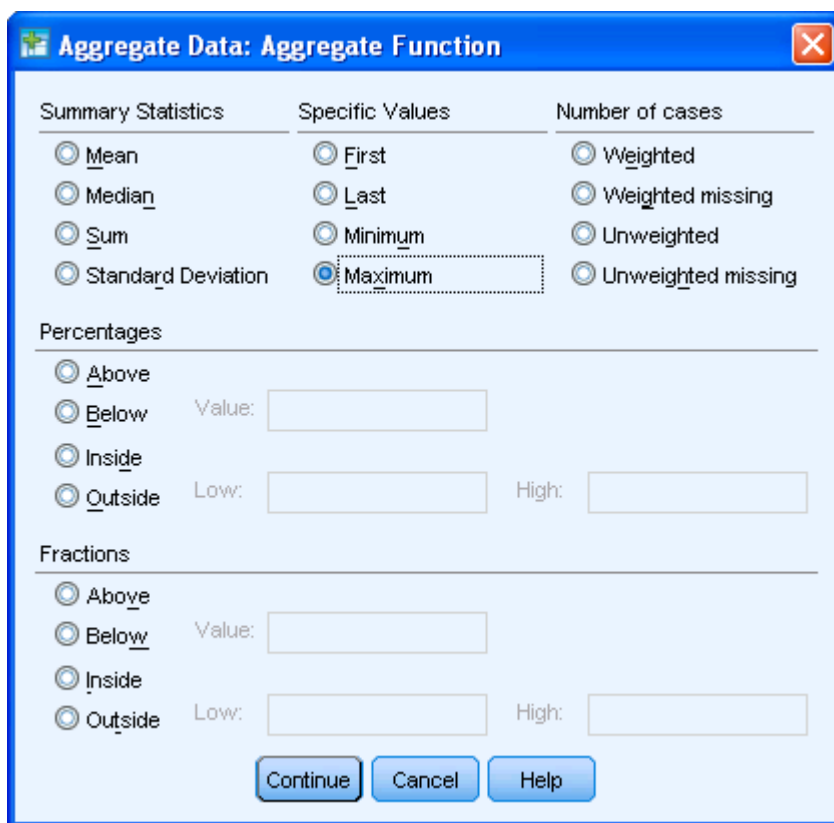 Aggregate Data: Aggregate Function
Summary Statistics Specific Values Number of cases
Mean First Weighted
Median Last Weighted missing
Sum Minimum Unweighted
Standard Deviation Maximum Unweighted missing
Percentages
Above
Below Value:
Inside
Outside Low: High:
Fractions
Above
Below Value:
Inside
Outside Low: High:
Continue Cancel Help